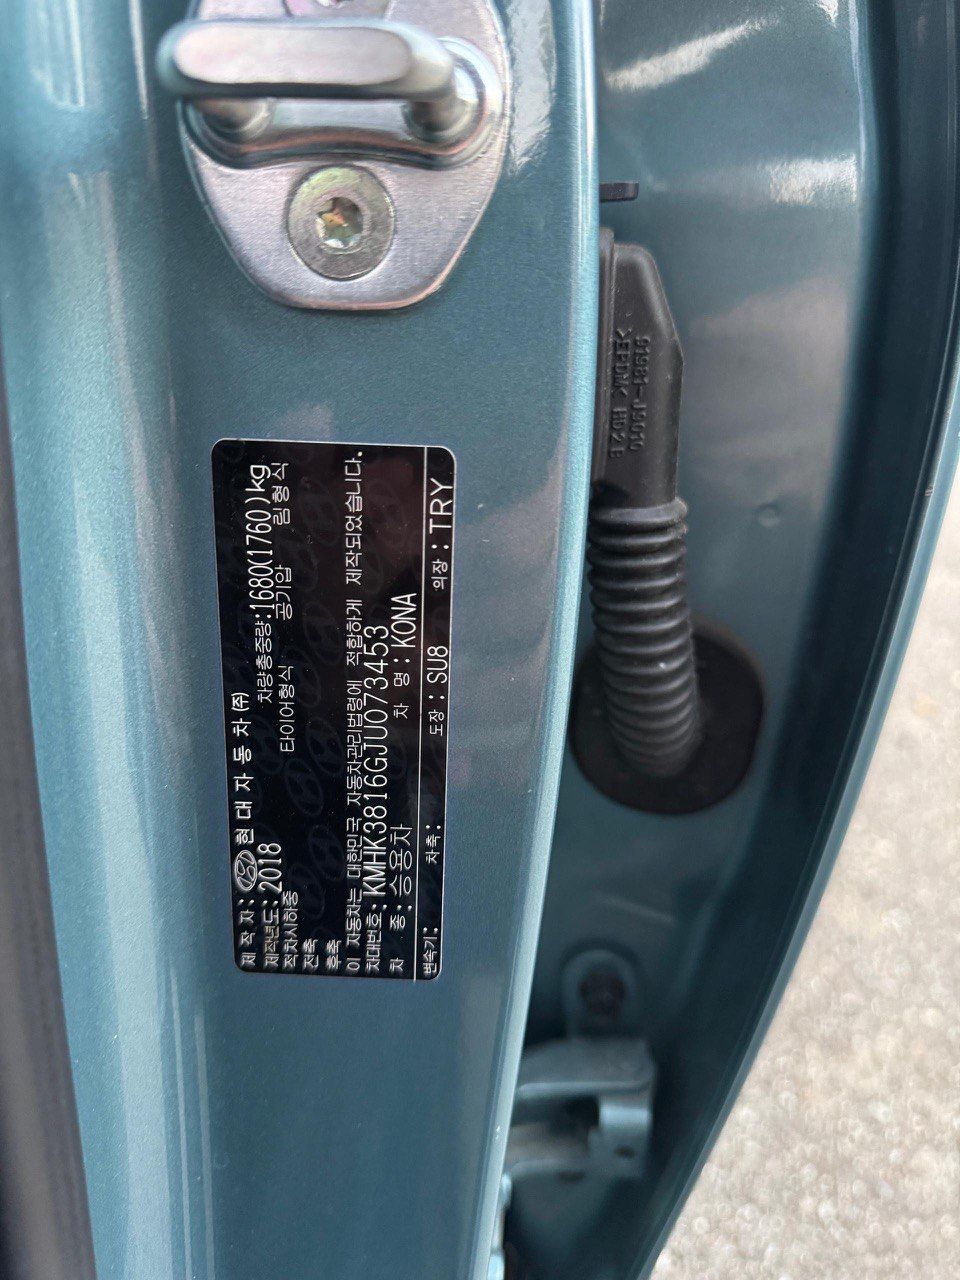 제 작 자: 현 대 자 동 차 (주)
제작년도: 2018 차량총중량: 1680(1760)kg
적차시하중 타이어형식 공기압 림형식
전축
후축
이 자동차는 대한민국 자동차관리법령에 적합하게 제작되었습니다.
차대번호: KMHK3816GJU073453
차 종: 승용차 차 명: KONA
변속기: 차축: 도장: SU8 의장: TRY
91981-J9010
>EPDM< HD2E